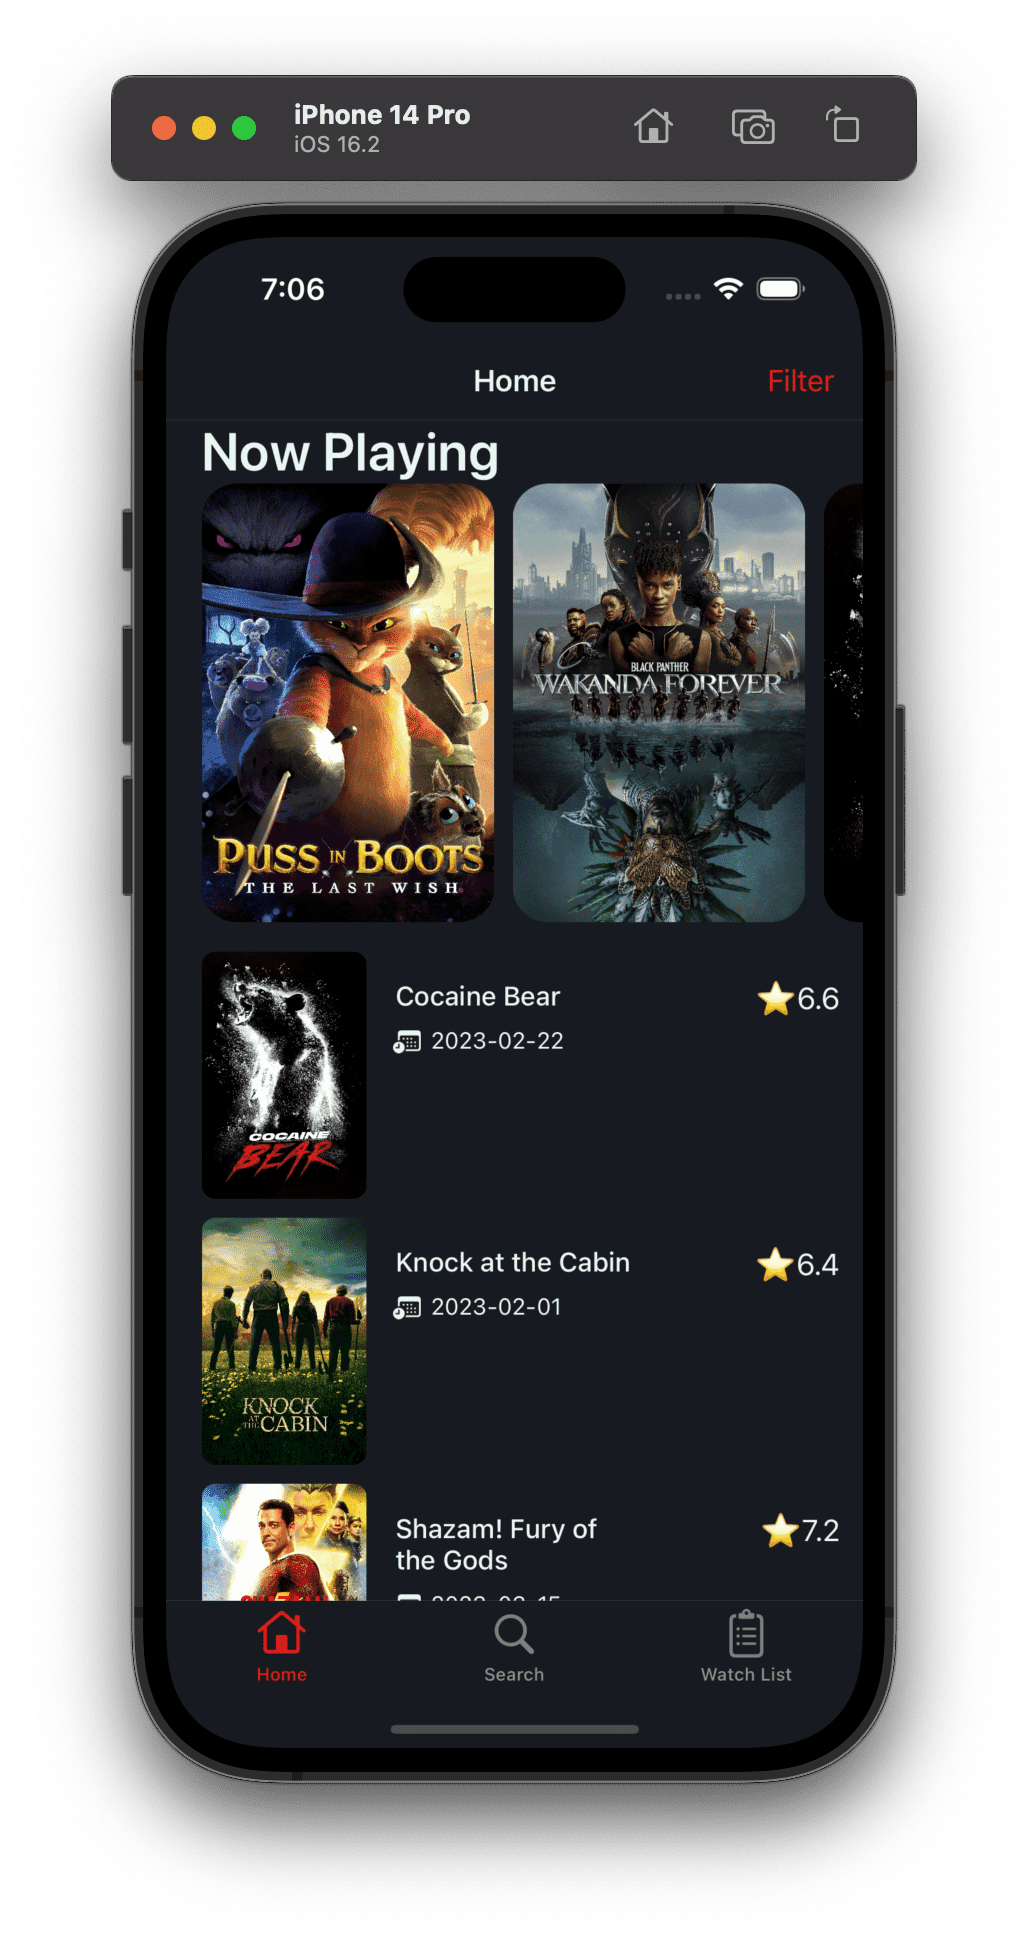 iPhone 14 Pro
iOS 16.2
7:06
Home
Filter
Now Playing
PUSS IN BOOTS
THE LAST WISH
BLACK PANTHER
WAKANDA FOREVER
COCAINE
BEAR
Cocaine Bear
⭐6.6
2023-02-22
KNOCK
AT THE CABIN
Knock at the Cabin
⭐6.4
2023-02-01
Shazam! Fury of
the Gods
⭐7.2
Home
Search
Watch List